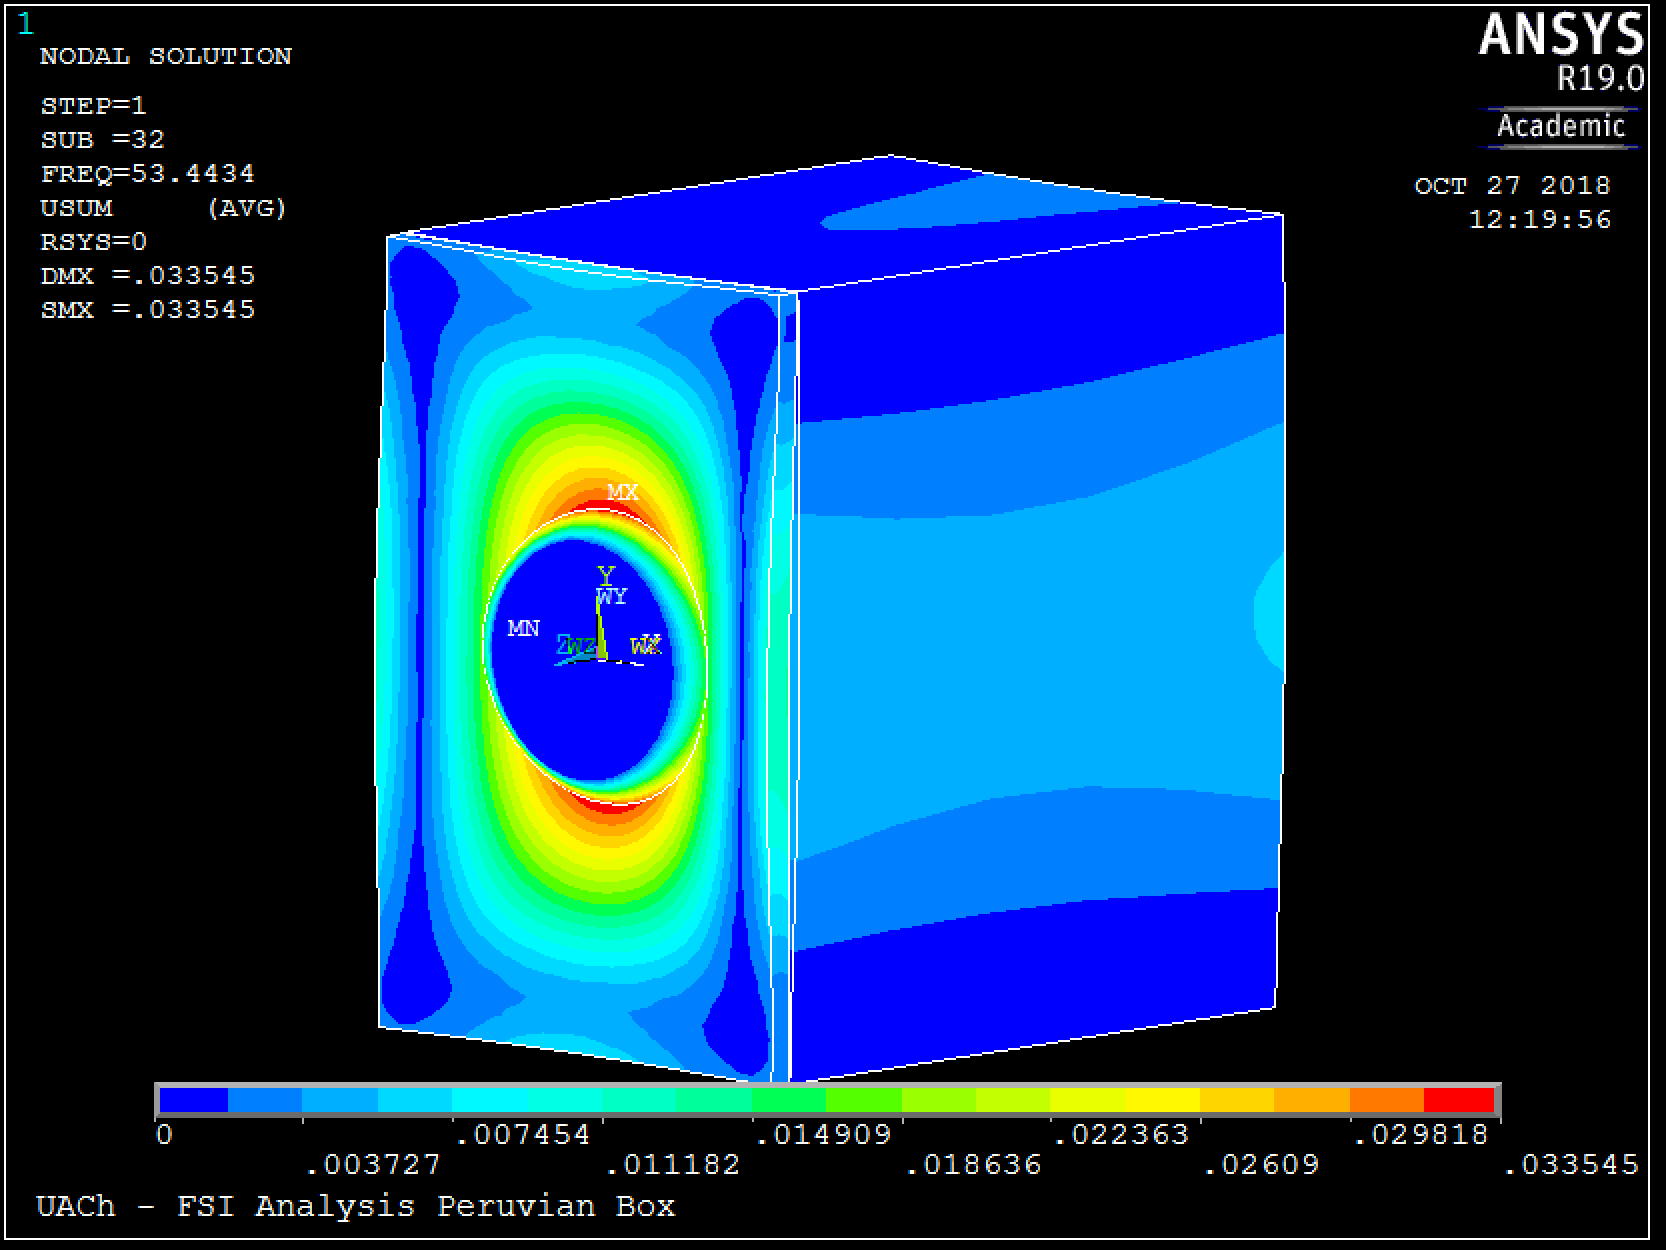 1
NODAL SOLUTION
STEP=1
SUB =32
FREQ=53.4434
USUM (AVG)
RSYS=0
DMX =.033545
SMX =.033545
ANSYS
R19.0
Academic
OCT 27 2018
12:19:56
MX
Y
WY
MN
Z WZ
WX
0 .007454 .014909 .022363 .029818
.003727 .011182 .018636 .02609 .033545
UACh - FSI Analysis Peruvian Box